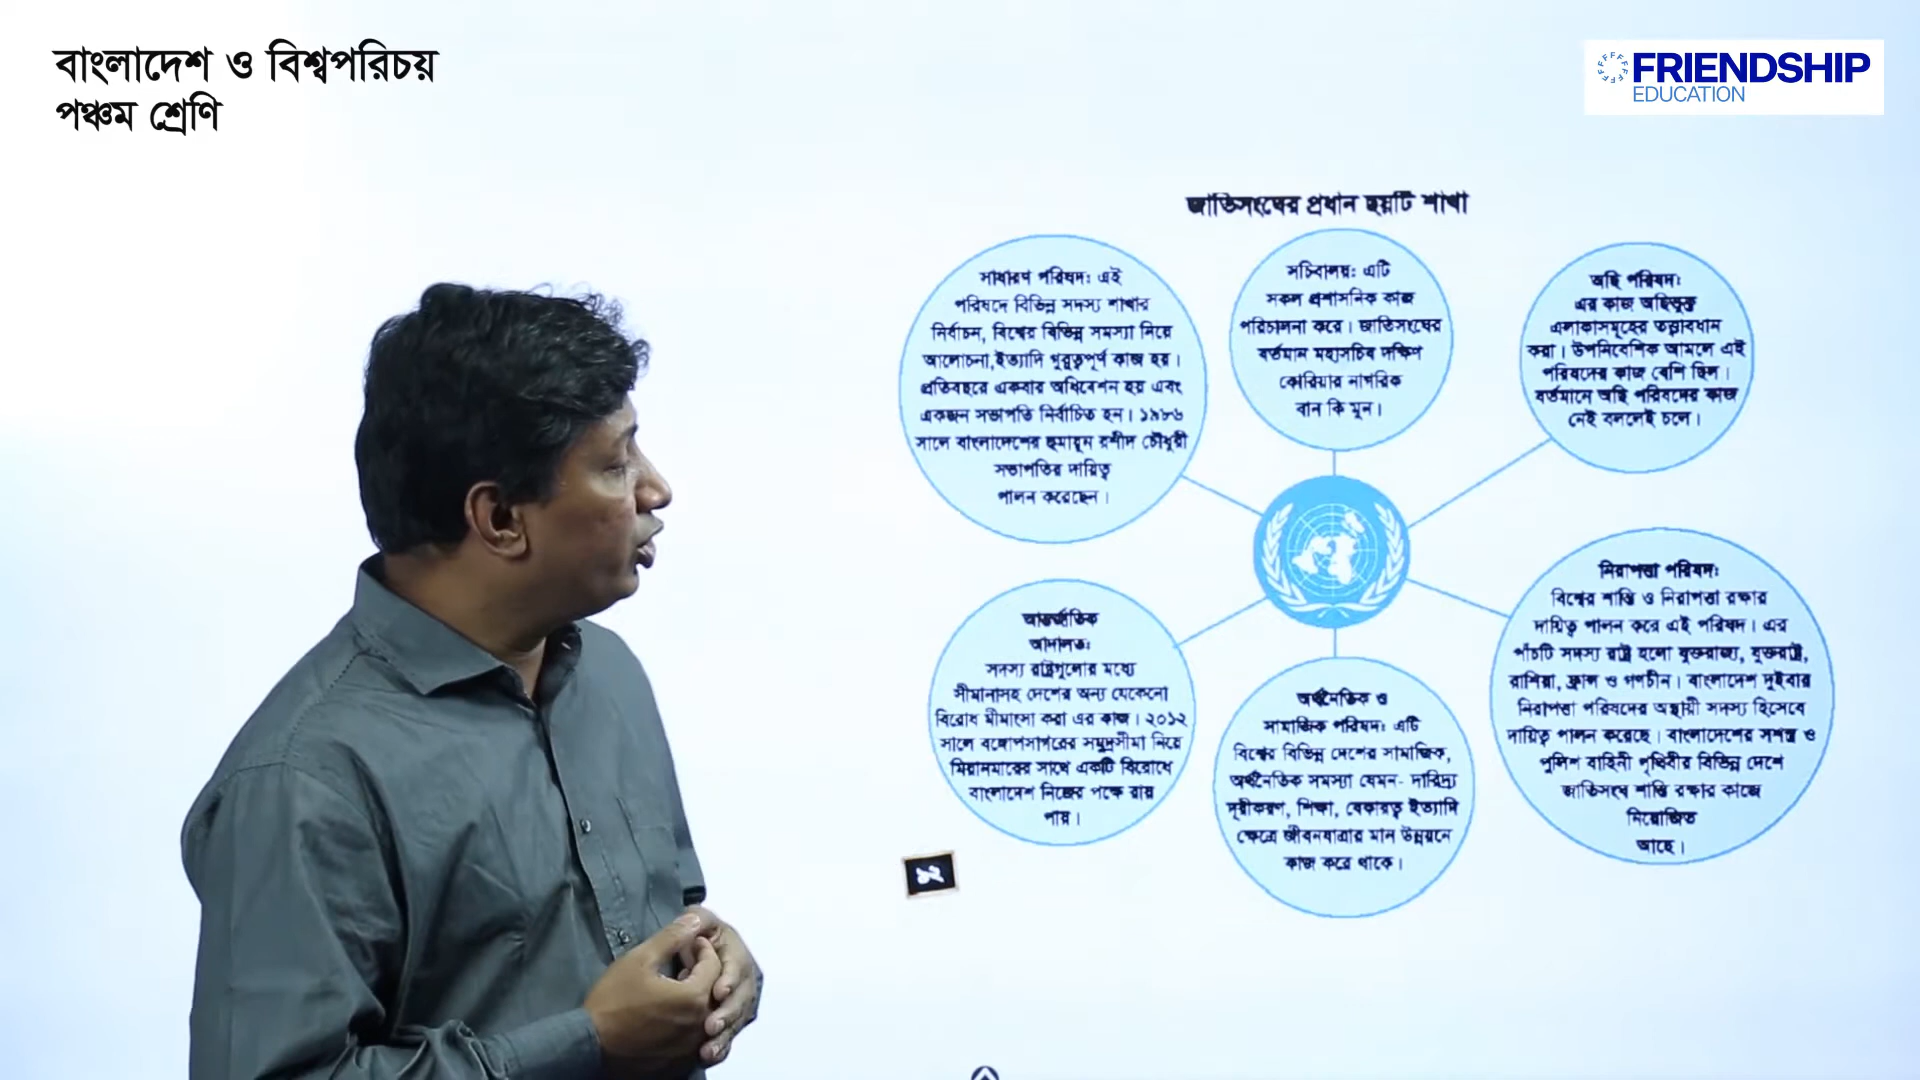 বাংলাদেশ ও বিশ্বপরিচয়
পঞ্চম শ্রেণি
FRIENDSHIP
EDUCATION
জাতিসংঘের প্রধান ছয়টি শাখা
সাধারণ পরিষদ: এই
পরিষদে বিভিন্ন সদস্য শাখার
নির্বাচন, বিশ্বের বিভিন্ন সমস্যা নিয়ে
আলোচনা,ইত্যাদি গুরুত্বপূর্ণ কাজ হয়।
প্রতিবছরে একবার অধিবেশন হয় এবং
একজন সভাপতি নির্বাচিত হন। ১৯৮৬
সালে বাংলাদেশের হুমায়ূন রশীদ চৌধুরী
সভাপতির দায়িত্ব
পালন করেছেন।
সচিবালয়: এটি
সকল প্রশাসনিক কাজ
পরিচালনা করে। জাতিসংঘের
বর্তমান মহাসচিব দক্ষিণ
কোরিয়ার নাগরিক
বান কি মুন।
অছি পরিষদ:
এর কাজ অছিভুক্ত
এলাকাসমূহের তত্ত্বাবধান
করা। উপনিবেশিক আমলে এই
পরিষদের কাজ বেশি ছিল।
বর্তমানে অছি পরিষদের কাজ
নেই বললেই চলে।
আন্তর্জাতিক
আদালত:
সদস্য রাষ্ট্রগুলোর মধ্যে
সীমানাসহ দেশের অন্য যেকোনো
বিরোধ মীমাংসা করা এর কাজ। ২০১২
সালে বঙ্গোপসাগরের সমুদ্রসীমা নিয়ে
মিয়ানমারের সাথে একটি বিরোধে
বাংলাদেশ নিজের পক্ষে রায়
পায়।
অর্থনৈতিক ও
সামাজিক পরিষদ: এটি
বিশ্বের বিভিন্ন দেশের সামাজিক,
অর্থনৈতিক সমস্যা যেমন- দারিদ্র্য
দূরীকরণ, শিক্ষা, বেকারত্ব ইত্যাদি
ক্ষেত্রে জীবনযাত্রার মান উন্নয়নে
কাজ করে থাকে।
নিরাপত্তা পরিষদ:
বিশ্বের শান্তি ও নিরাপত্তা রক্ষার
দায়িত্ব পালন করে এই পরিষদ। এর
পাঁচটি সদস্য রাষ্ট্র হলো যুক্তরাজ্য, যুক্তরাষ্ট্র,
রাশিয়া, ফ্রান্স ও গণচীন। বাংলাদেশ দুইবার
নিরাপত্তা পরিষদের অস্থায়ী সদস্য হিসেবে
দায়িত্ব পালন করেছে। বাংলাদেশের সশস্ত্র ও
পুলিশ বাহিনী পৃথিবীর বিভিন্ন দেশে
জাতিসংঘ শান্তি রক্ষার কাজে
নিয়োজিত
আছে।
১২